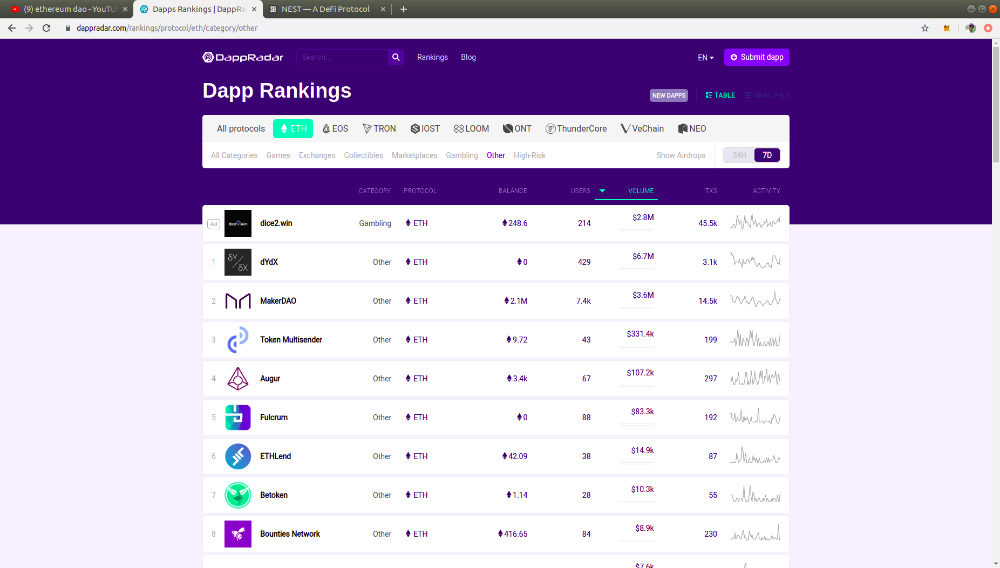 (9) ethereum dao - YouTu
Dapps Rankings | DappRa
NEST — A DeFi Protocol
dappradar.com/rankings/protocol/eth/category/other
DappRadar
Search...
Rankings
Blog
EN
Submit dapp
Dapp Rankings
NEW DAPPS
TABLE
SIMPLIFIED
All protocols ETH EOS TRON IOST LOOM ONT ThunderCore VeChain NEO
All Categories Games Exchanges Collectibles Marketplaces Gambling Other High-Risk Show Airdrops 24H 7D
CATEGORY PROTOCOL BALANCE USERS VOLUME TXS ACTIVITY
Ad dice2.win dice2.win Gambling ETH 248.6 214 $2.8M 45.5k
1 δY/δX dYdX Other ETH 0 429 $6.7M 3.1k
2 MakerDAO Other ETH 2.1M 7.4k $3.6M 14.5k
3 Token Multisender Other ETH 9.72 43 $331.4k 199
4 Augur Other ETH 3.4k 67 $107.2k 297
5 Fulcrum Other ETH 0 88 $83.3k 192
6 ETHLend Other ETH 42.09 38 $14.9k 87
7 Betoken Other ETH 1.14 28 $10.3k 55
8 Bounties Network Other ETH 416.65 84 $8.9k 230
$7.6k